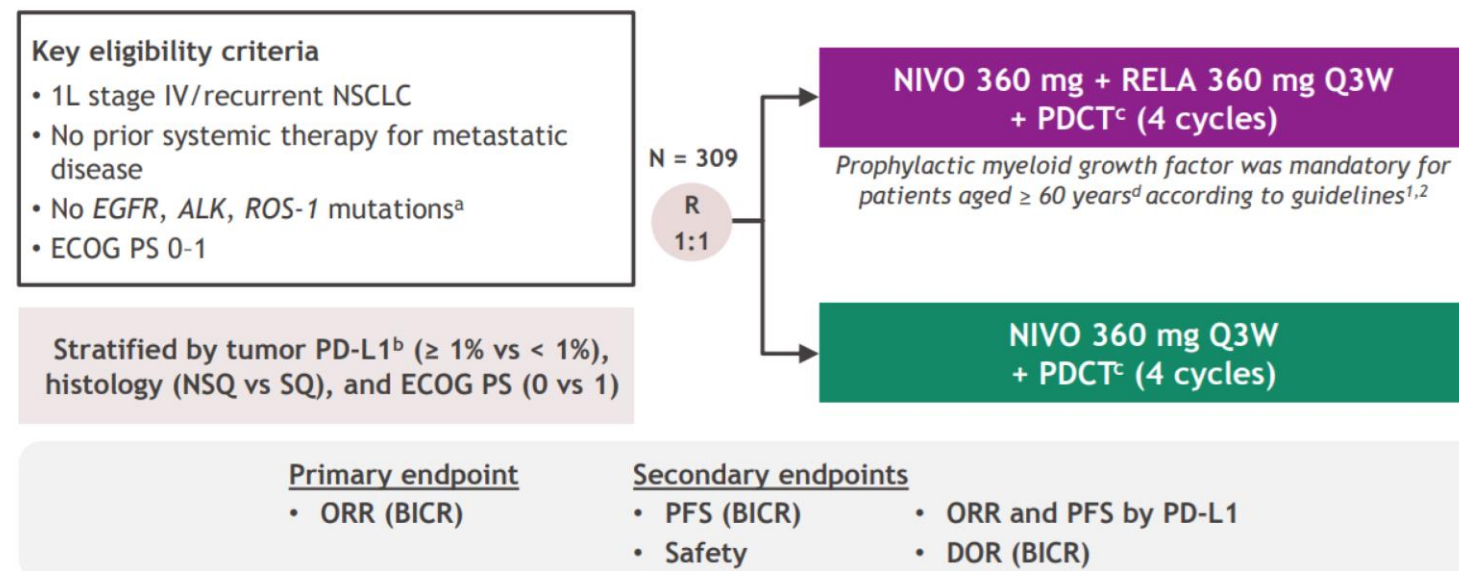 Key eligibility criteria
• 1L stage IV/recurrent NSCLC
• No prior systemic therapy for metastatic
disease
• No EGFR, ALK, ROS-1 mutationsᵃ
• ECOG PS 0–1
Stratified by tumor PD-L1ᵇ (≥ 1% vs < 1%),
histology (NSQ vs SQ), and ECOG PS (0 vs 1)
N = 309
R
1:1
NIVO 360 mg + RELA 360 mg Q3W
+ PDCTᶜ (4 cycles)
Prophylactic myeloid growth factor was mandatory for
patients aged ≥ 60 yearsᵈ according to guidelines¹,²
NIVO 360 mg Q3W
+ PDCTᶜ (4 cycles)
Primary endpoint
• ORR (BICR)
Secondary endpoints
• PFS (BICR)
• Safety
• ORR and PFS by PD-L1
• DOR (BICR)